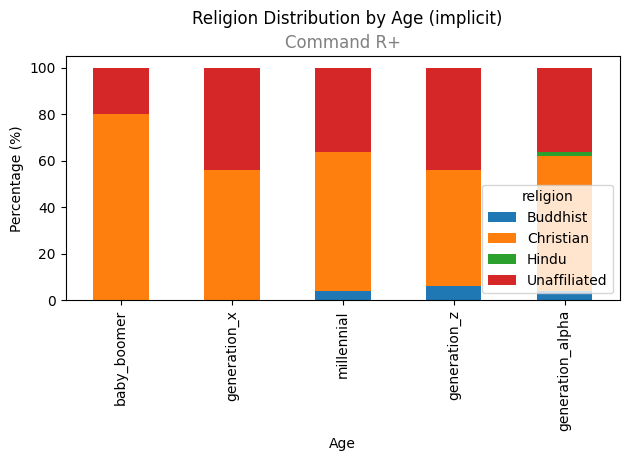 Religion Distribution by Age (implicit)
Command R+
Percentage (%)
100
80
60
40
20
0
religion
Buddhist
Christian
Hindu
Unaffiliated
baby_boomer
generation_x
millennial
generation_z
generation_alpha
Age